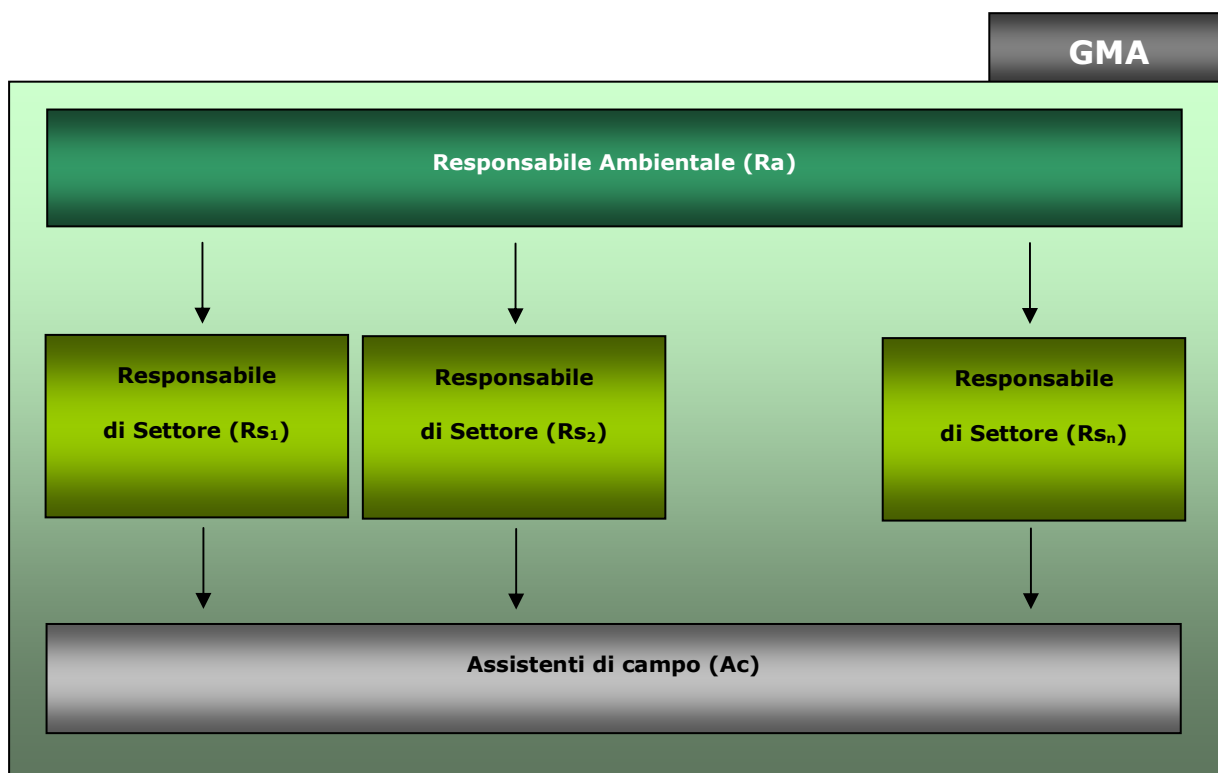 GMA
Responsabile Ambientale (Ra)
Responsabile
di Settore (Rs₁)
Responsabile
di Settore (Rs₂)
Responsabile
di Settore (Rsₙ)
Assistenti di campo (Ac)